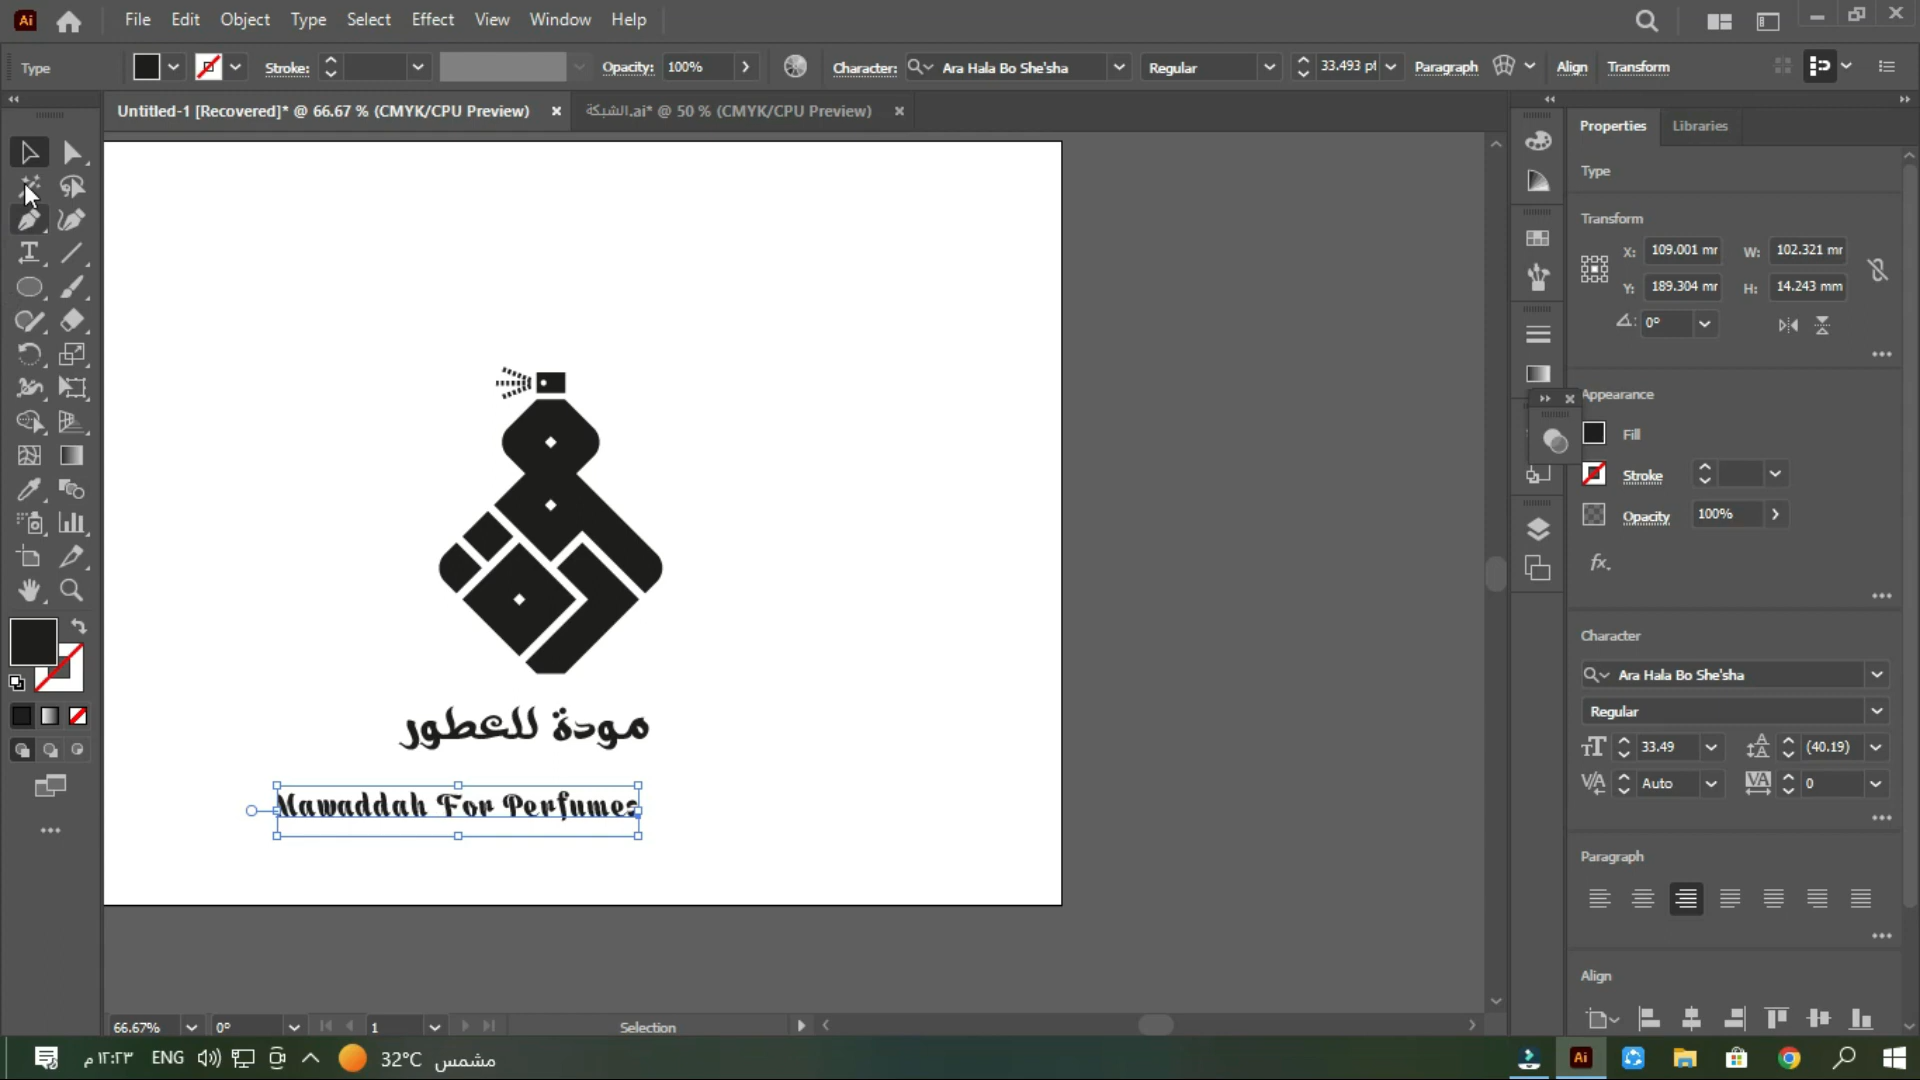 Ai File Edit Object Type Select Effect View Window Help
Type Stroke: Opacity: 100% Character: Ara Hala Bo She'sha Regular 33.493 pt Paragraph Align Transform
Untitled-1 [Recovered]* @ 66.67 % (CMYK/CPU Preview) × الشبكة.ai* @ 50 % (CMYK/CPU Preview) ×
Properties Libraries
Type
Transform
X: 109.001 mr W: 102.321 mr
Y: 189.304 mr H: 14.243 mm
0°
Appearance
Fill
Stroke
Opacity 100%
fx.
Character
Ara Hala Bo She'sha
Regular
33.49 (40.19)
Auto 0
Paragraph
Align
مودة للعطور
Mawaddah For Perfumes
66.67% 0° 1 Selection
١٢:٢٣ م ENG 32°C مشمس Ai